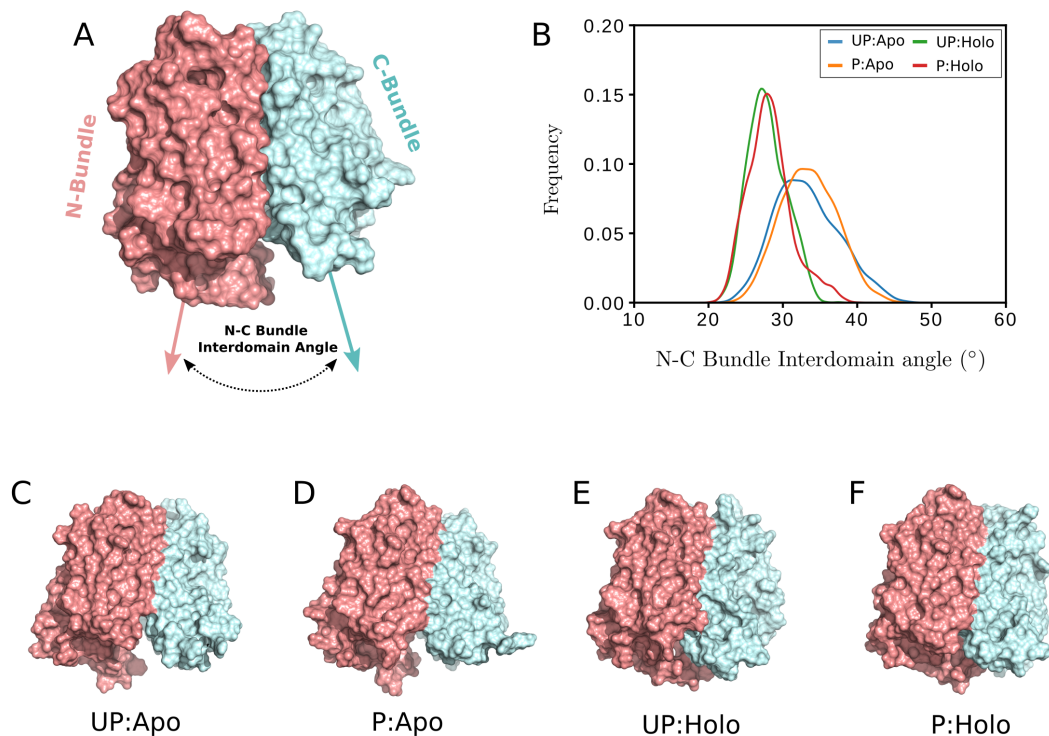 A
N-Bundle
C-Bundle
N-C Bundle
Interdomain Angle
B
0.20
0.15
0.10
0.05
0.00
Frequency
UP:Apo
UP:Holo
P:Apo
P:Holo
10
20
30
40
50
60
N-C Bundle Interdomain angle (°)
C
D
E
F
UP:Apo
P:Apo
UP:Holo
P:Holo